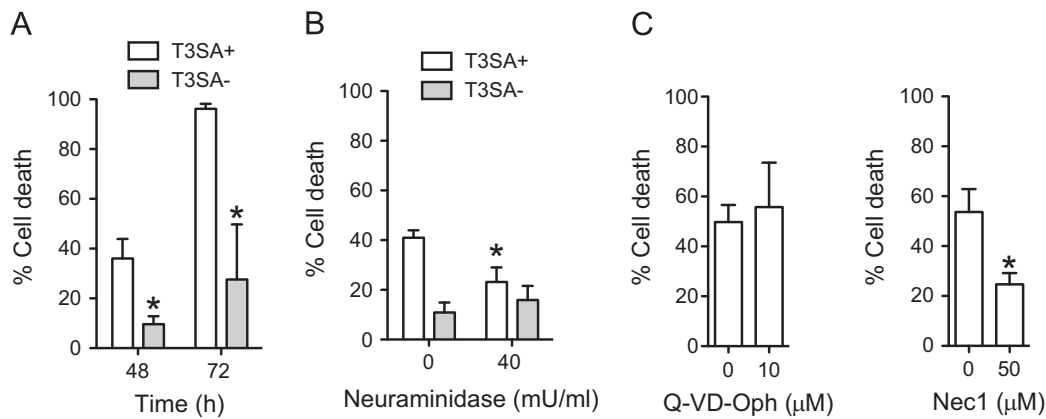 A
T3SA+
T3SA-
% Cell death
100
80
60
40
20
0
*
*
48
72
Time (h)
B
T3SA+
T3SA-
% Cell death
100
80
60
40
20
0
*
0
40
Neuraminidase (mU/ml)
C
% Cell death
100
80
60
40
20
0
0
10
Q-VD-Oph (μM)
% Cell death
100
80
60
40
20
0
*
0
50
Nec1 (μM)